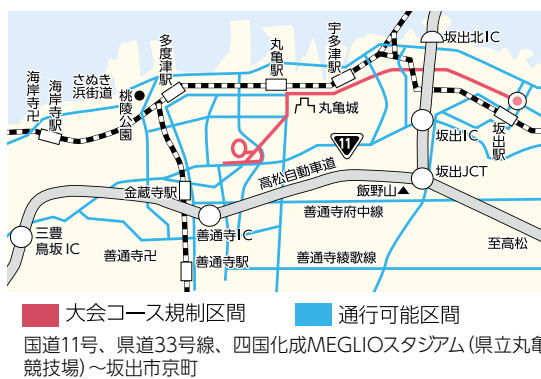 坂出北IC
宇多津駅
丸亀駅
多度津駅
さぬき浜街道
桃陵公園
海岸寺駅
海岸寺卍
丸亀城
11
坂出IC
坂出駅
高松自動車道
坂出JCT
飯野山
金蔵寺駅
善通寺府中線
善通寺IC
三豊鳥坂IC
至高松
善通寺卍
善通寺駅
善通寺綾歌線
大会コース規制区間 通行可能区間
国道11号、県道33号線、四国化成MEGLIOスタジアム(県立丸亀
競技場)～坂出市京町